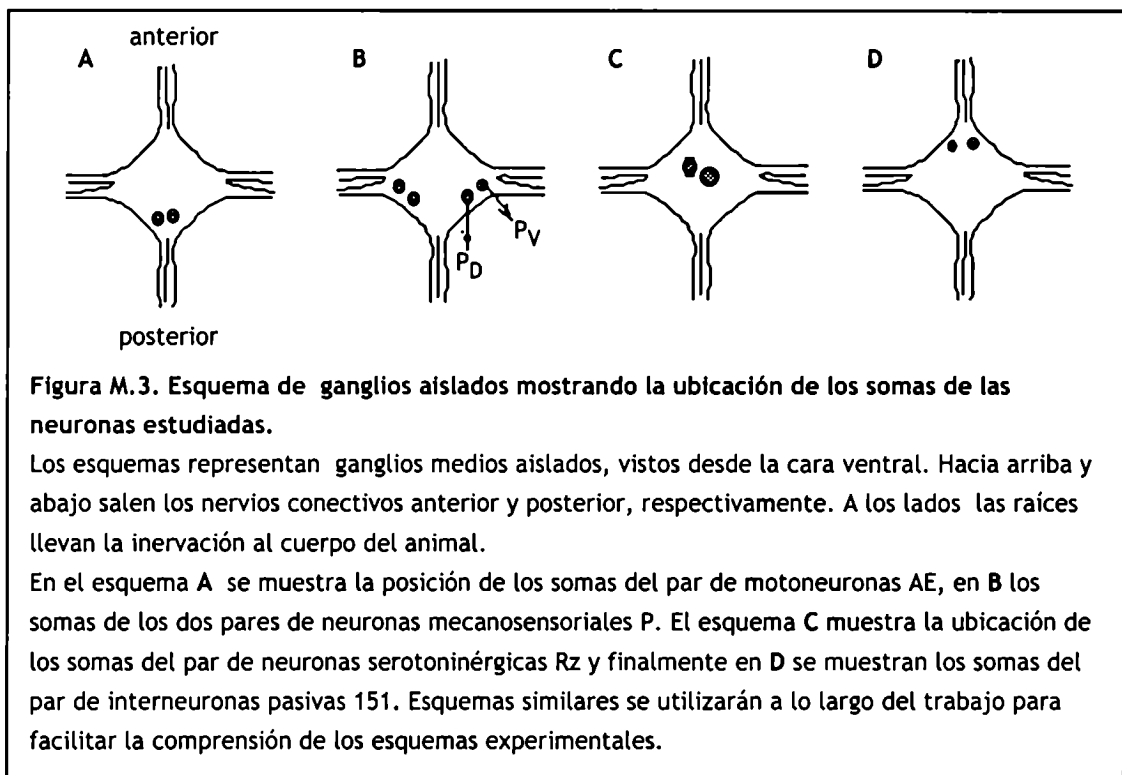 anterior
A B C D
P_V
P_D
posterior
Figura M.3. Esquema de ganglios aislados mostrando la ubicación de los somas de las
neuronas estudiadas.
Los esquemas representan ganglios medios aislados, vistos desde la cara ventral. Hacia arriba y
abajo salen los nervios conectivos anterior y posterior, respectivamente. A los lados las raíces
llevan la inervación al cuerpo del animal.
En el esquema A se muestra la posición de los somas del par de motoneuronas AE, en B los
somas de los dos pares de neuronas mecanosensoriales P. El esquema C muestra la ubicación de
los somas del par de neuronas serotoninérgicas Rz y finalmente en D se muestran los somas del
par de interneuronas pasivas 151. Esquemas similares se utilizarán a lo largo del trabajo para
facilitar la comprensión de los esquemas experimentales.